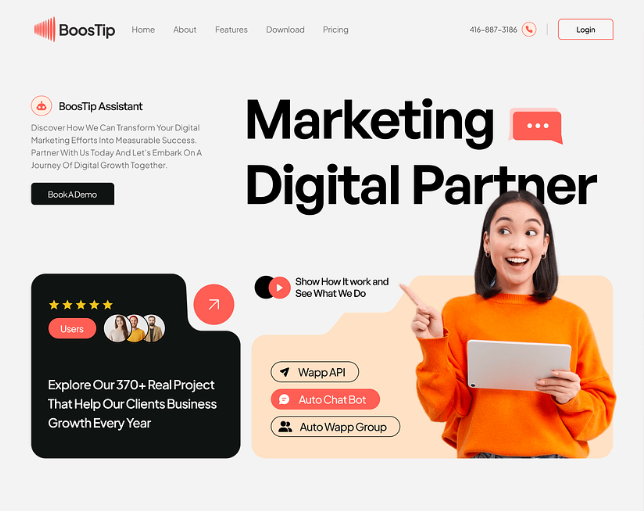 BoosTip
Home About Features Download Pricing
416-887-3186
Login
BoosTip Assistant
Discover How We Can Transform Your Digital
Marketing Efforts Into Measurable Success.
Partner With Us Today And Let's Embark On A
Journey Of Digital Growth Together.
Book A Demo
Marketing
Digital Partner
Users
Explore Our 370+ Real Project
That Help Our Clients Business
Growth Every Year
Show How It work and
See What We Do
Wapp API
Auto Chat Bot
Auto Wapp Group